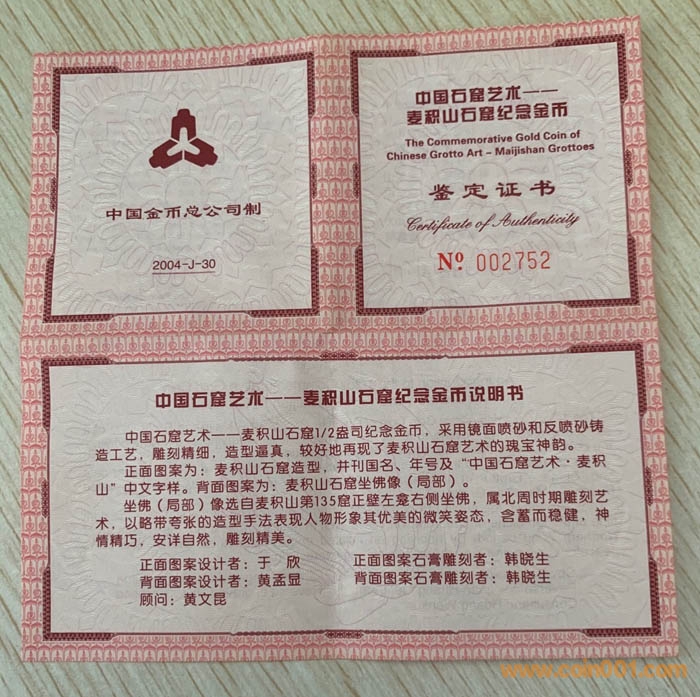 中国金币总公司制
2004-J-30
中国石窟艺术——
麦积山石窟纪念金币
The Commemorative Gold Coin of
Chinese Grotto Art - Maijishan Grottoes
鉴定证书
Certificate of Authenticity
Nº 002752
中国石窟艺术——麦积山石窟纪念金币说明书
中国石窟艺术——麦积山石窟1/2盎司纪念金币，采用镜面喷砂和反喷砂铸
造工艺，雕刻精细，造型逼真，较好地再现了麦积山石窟艺术的瑰宝神韵。
正面图案为：麦积山石窟造型，井刊国名、年号及“中国石窟艺术·麦积
山”中文字样。背面图案为：麦积山石窟坐佛像（局部）。
坐佛（局部）像选自麦积山第135窟正壁左龛右侧坐佛，属北周时期雕刻艺
术，以略带夸张的造型手法表现人物形象其优美的微笑姿态，含蓄而稳健，神
情精巧，安详自然，雕刻精美。
正面图案设计者：于 欣 正面图案石膏雕刻者：韩晓生
背面图案设计者：黄孟显 背面图案石膏雕刻者：韩晓生
顾问：黄文昆
www.coin001.com